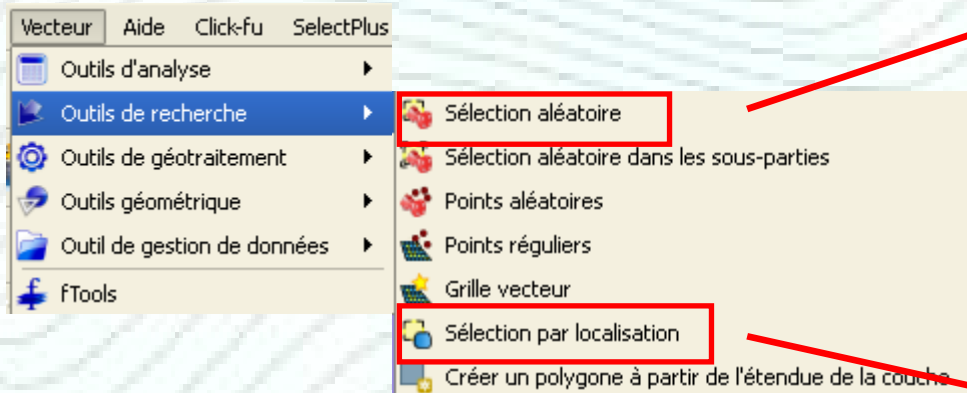 Vecteur Aide Click-fu SelectPlus
Outils d'analyse
Outils de recherche
Outils de géotraitement
Outils géométrique
Outil de gestion de données
fTools
Sélection aléatoire
Sélection aléatoire dans les sous-parties
Points aléatoires
Points réguliers
Grille vecteur
Sélection par localisation
Créer un polygone à partir de l'étendue de la couche